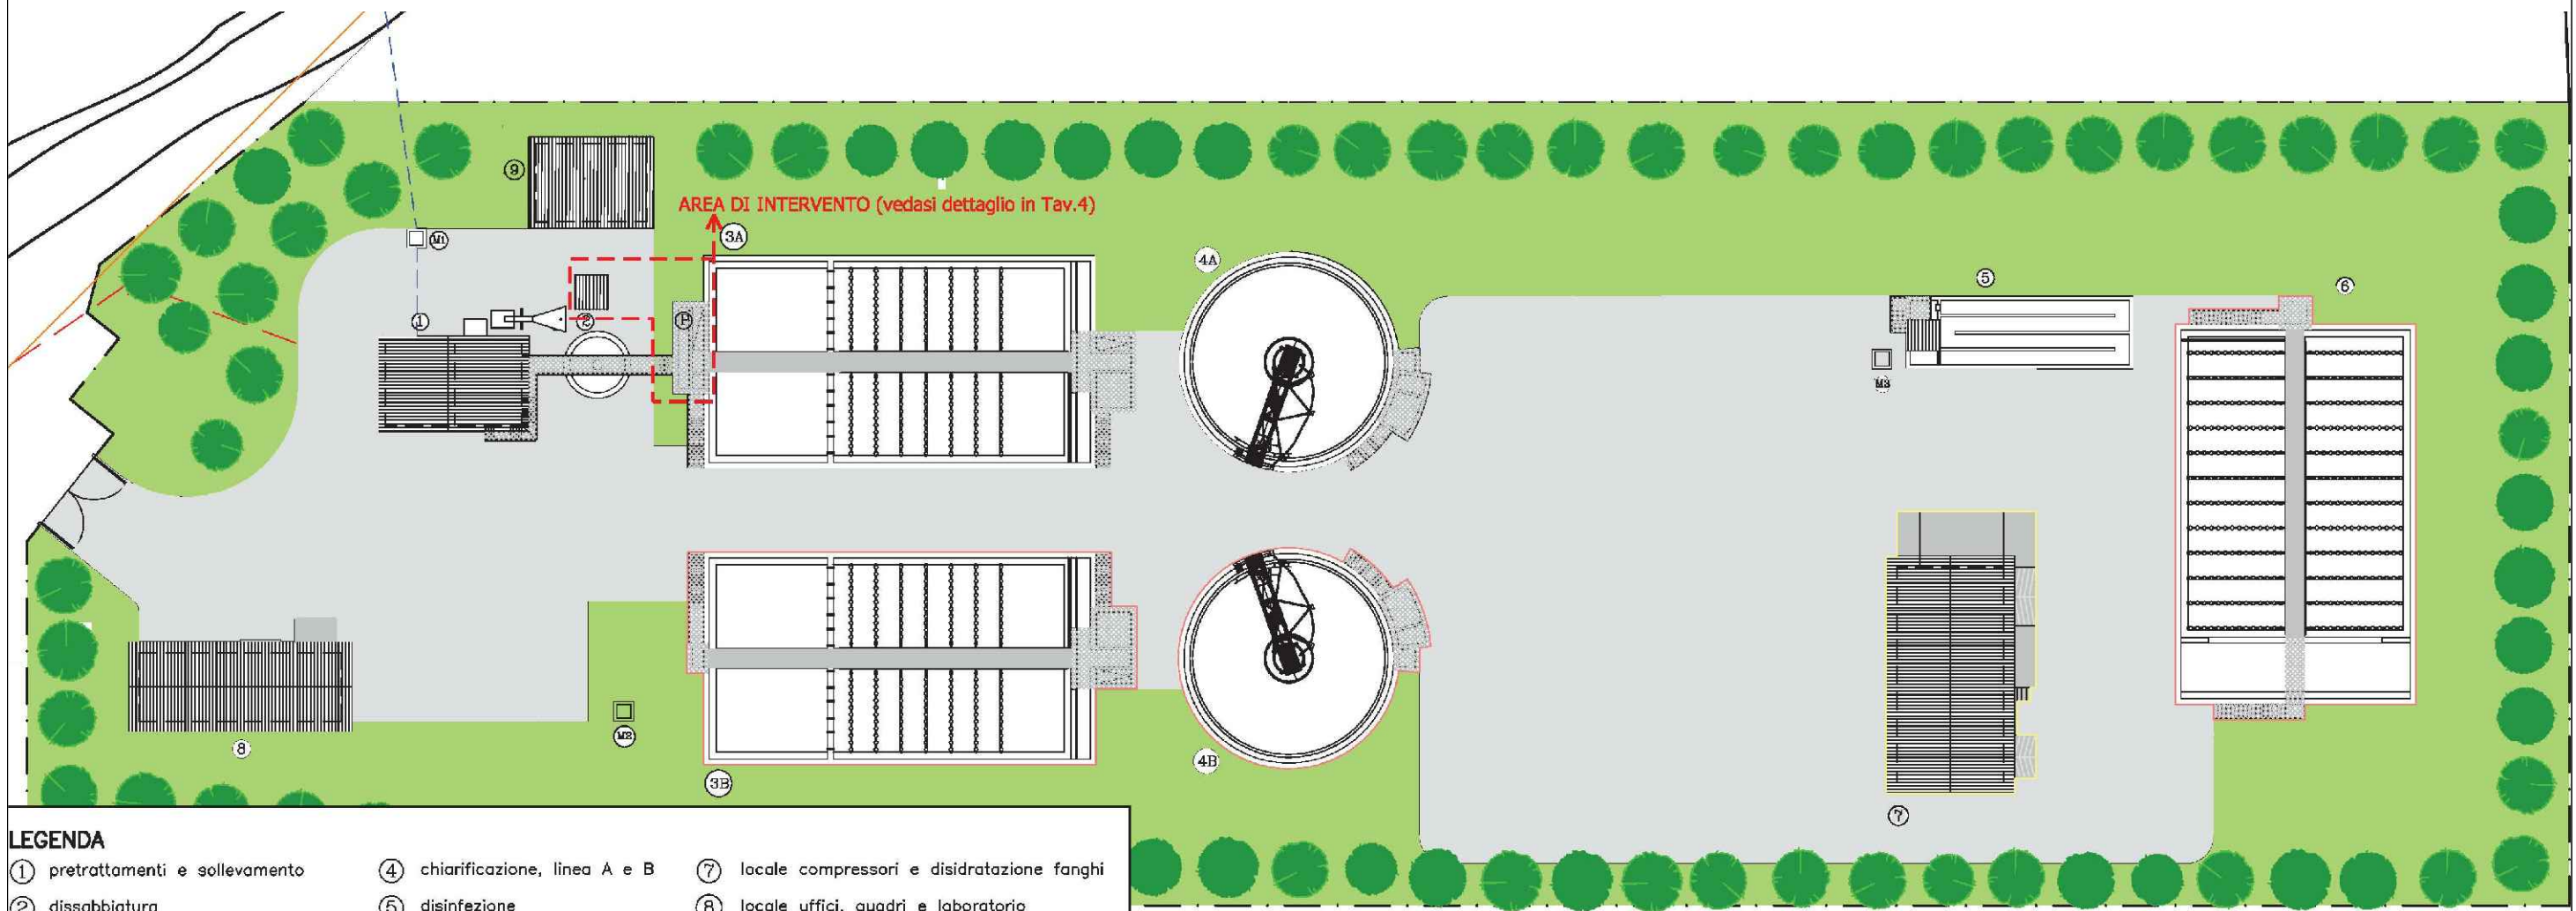 9
AREA DI INTERVENTO (vedasi dettaglio in Tav.4)
M1
3A
4A
5
6
1
2
P
M3
8
M2
3B
4B
7
LEGENDA
1 pretrattamenti e sollevamento
4 chiarificazione, linea A e B
7 locale compressori e disidratazione fanghi
2 dissabbiatura
5 disinfezione
8 locale uffici, quadri e laboratorio